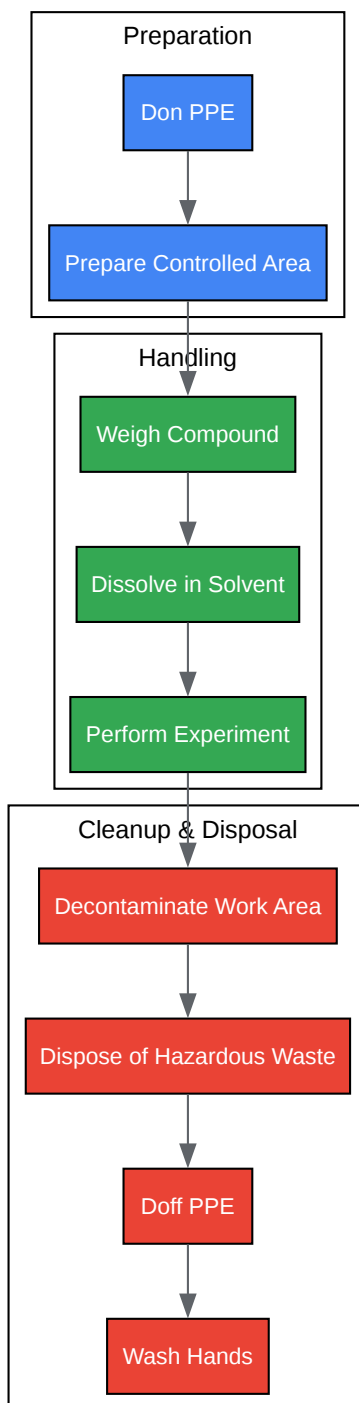 Preparation
Don PPE
Prepare Controlled Area
Handling
Weigh Compound
Dissolve in Solvent
Perform Experiment
Cleanup & Disposal
Decontaminate Work Area
Dispose of Hazardous Waste
Doff PPE
Wash Hands